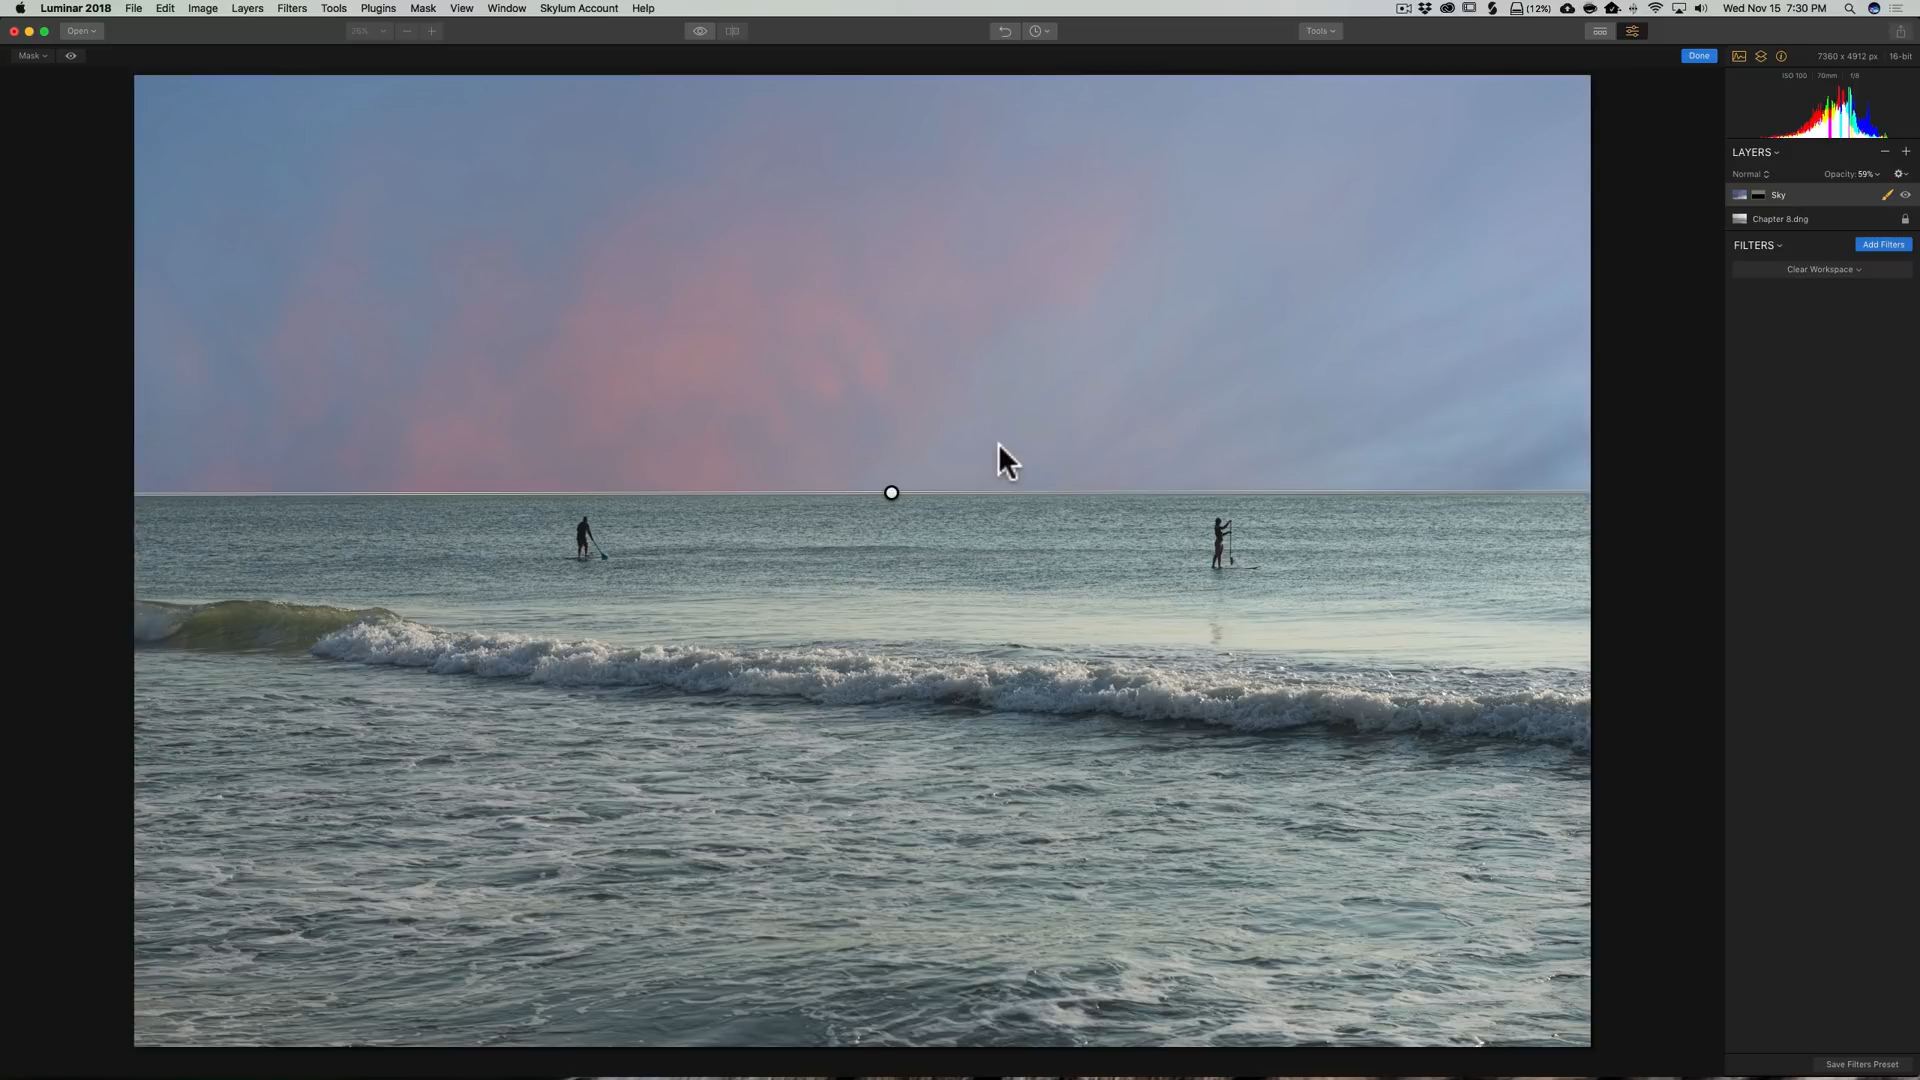 Luminar 2018 File Edit Image Layers Filters Tools Plugins Mask View Window Skylum Account Help (12%) Wed Nov 15 7:30 PM
Open 26% Tools
Mask Done 7360 x 4912 px 16-bit
ISO 100 70mm f/8
LAYERS
Normal Opacity: 59%
Sky
Chapter 8.dng
FILTERS Add Filters
Clear Workspace
Save Filters Preset